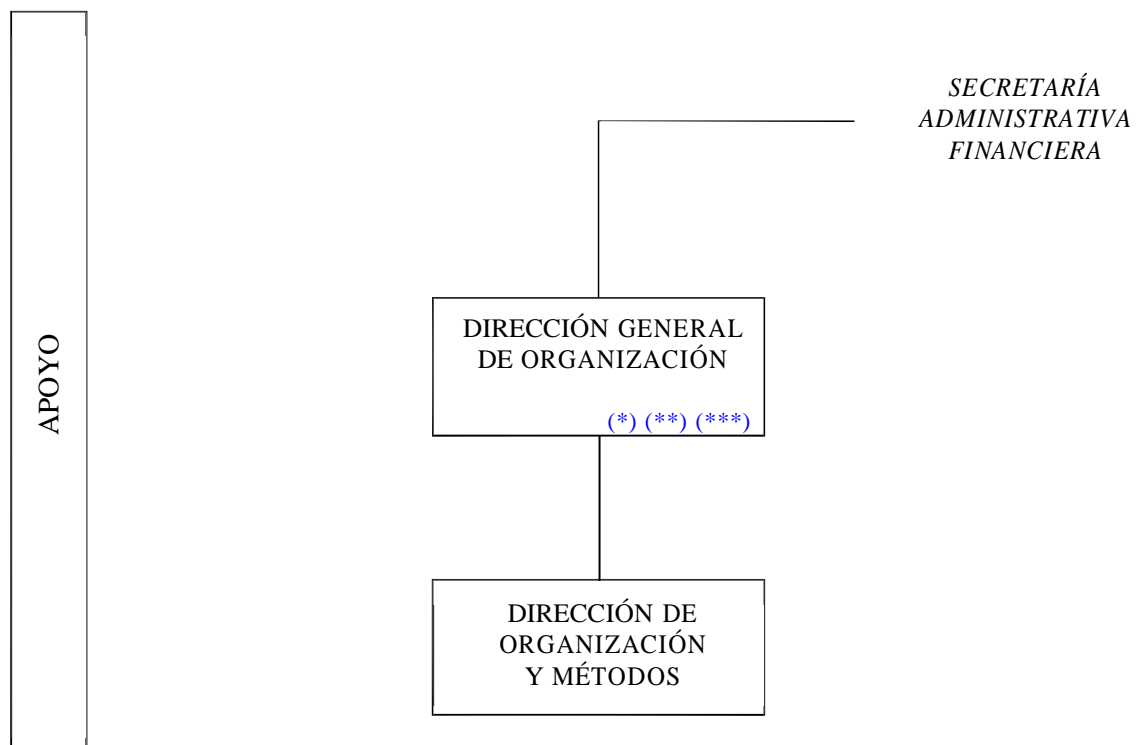 APOYO
SECRETARÍA
ADMINISTRATIVA
FINANCIERA
DIRECCIÓN GENERAL
DE ORGANIZACIÓN
(*) (**) (***)
DIRECCIÓN DE
ORGANIZACIÓN
Y MÉTODOS